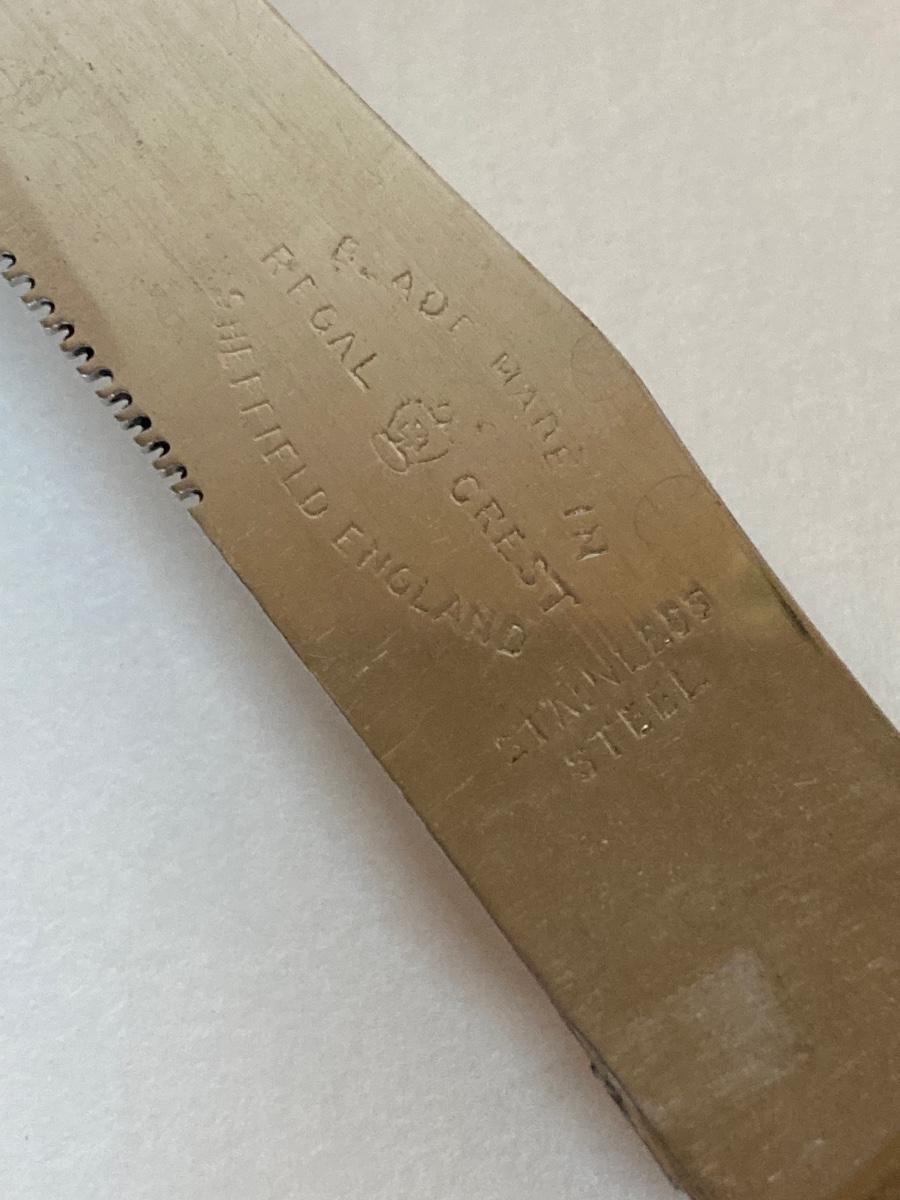 BLADE MADE IN
REGAL CREST
SHEFFIELD ENGLAND
STAINLESS
STEEL